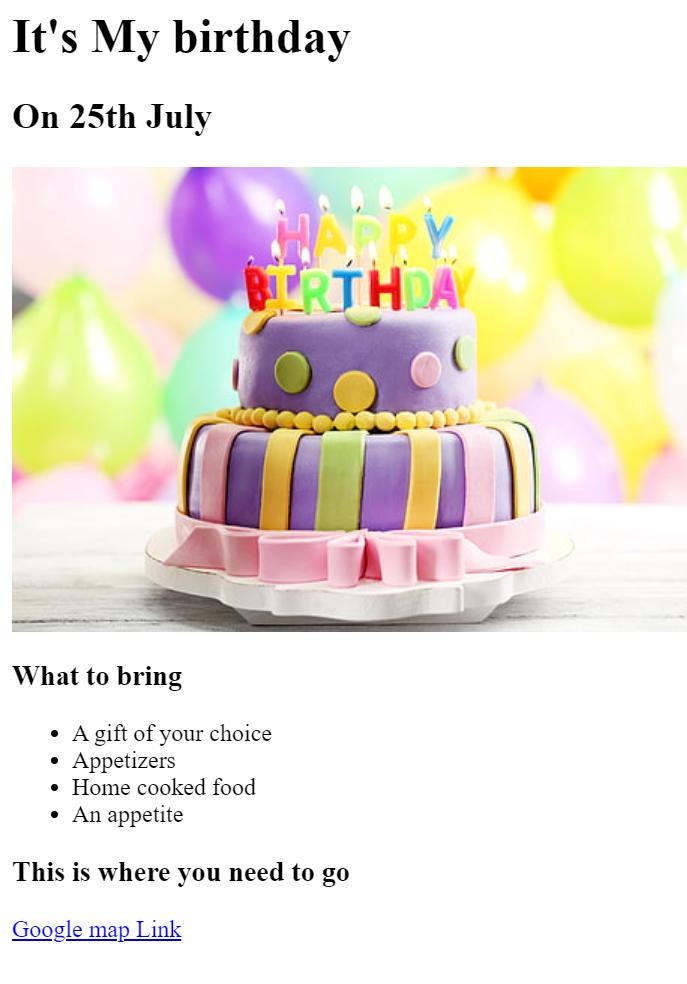 It's My birthday
On 25th July
HAPPY
BIRTHDAY
What to bring
A gift of your choice
Appetizers
Home cooked food
An appetite
This is where you need to go
Google map Link